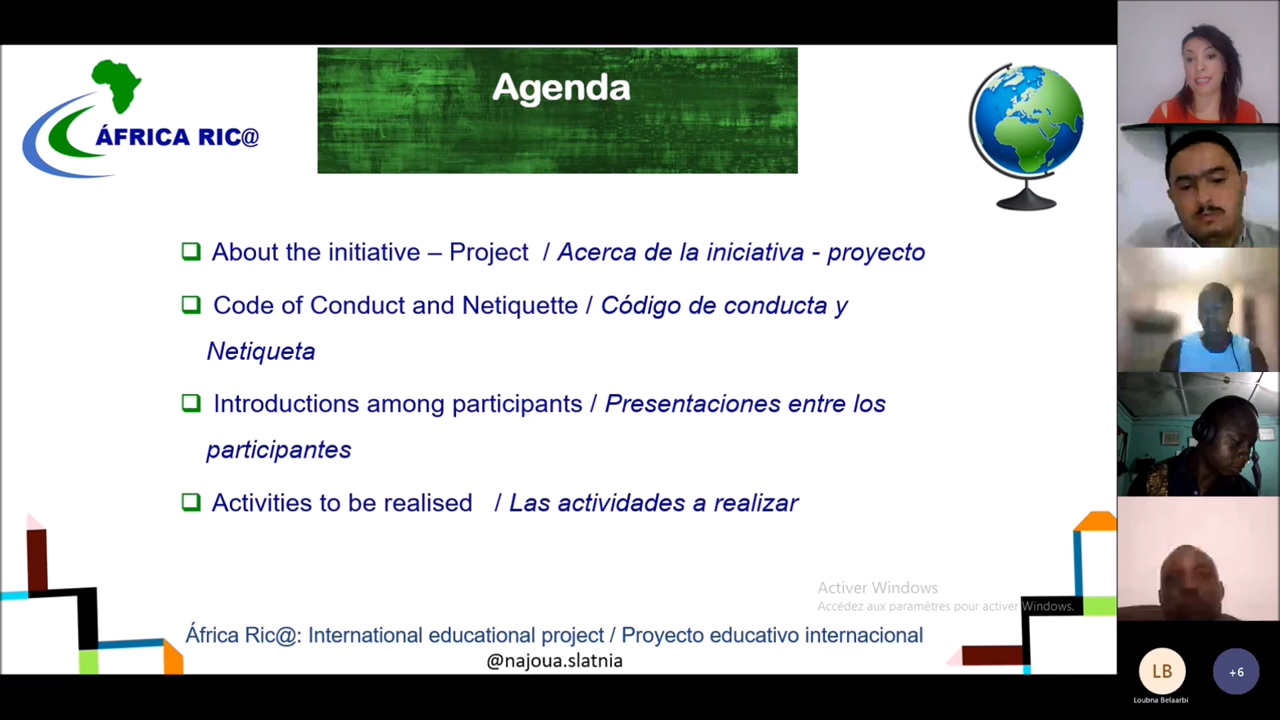 Agenda
ÁFRICA RIC@
About the initiative – Project / Acerca de la iniciativa - proyecto
Code of Conduct and Netiquette / Código de conducta y
Netiqueta
Introductions among participants / Presentaciones entre los
participantes
Activities to be realised / Las actividades a realizar
Activer Windows
Accédez aux paramètres pour activer Windows.
África Ric@: International educational project / Proyecto educativo internacional
@najoua.slatnia
LB
+6
Loubna Belaarbi